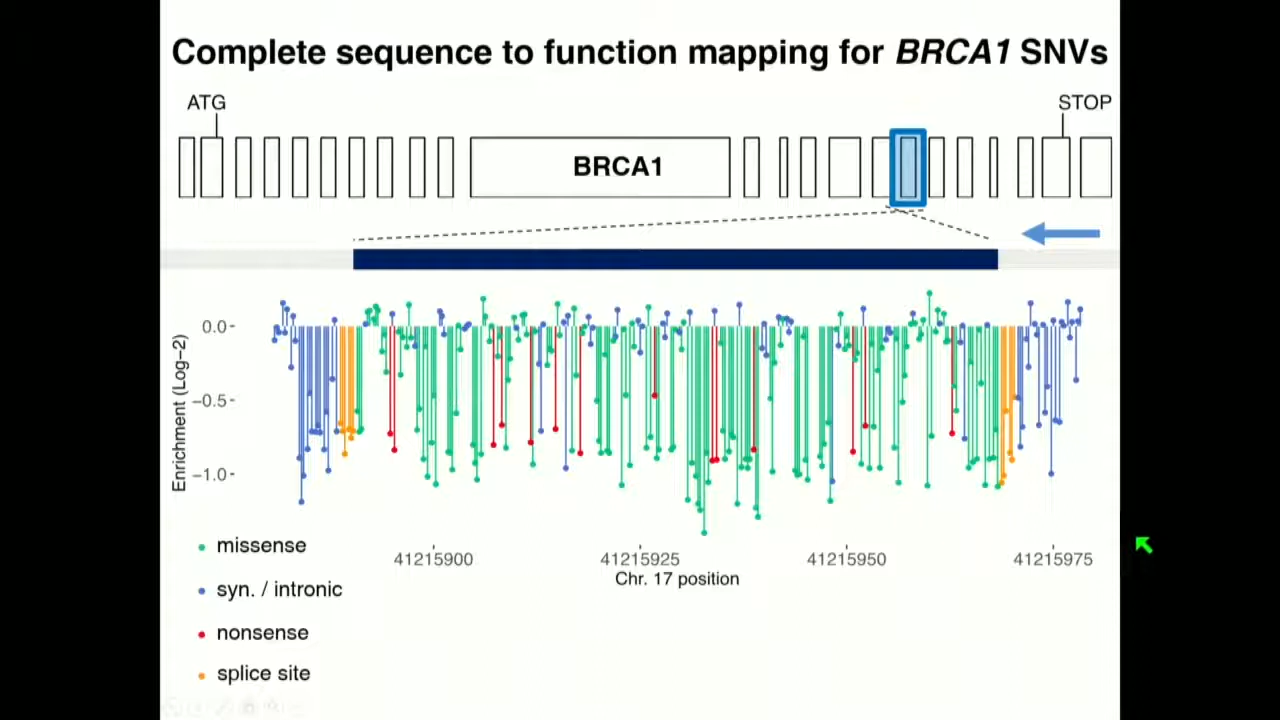 Complete sequence to function mapping for BRCA1 SNVs
ATG
STOP
BRCA1
Enrichment (Log−2)
0.0
−0.5
−1.0
41215900
41215925
41215950
41215975
Chr. 17 position
missense
syn. / intronic
nonsense
splice site